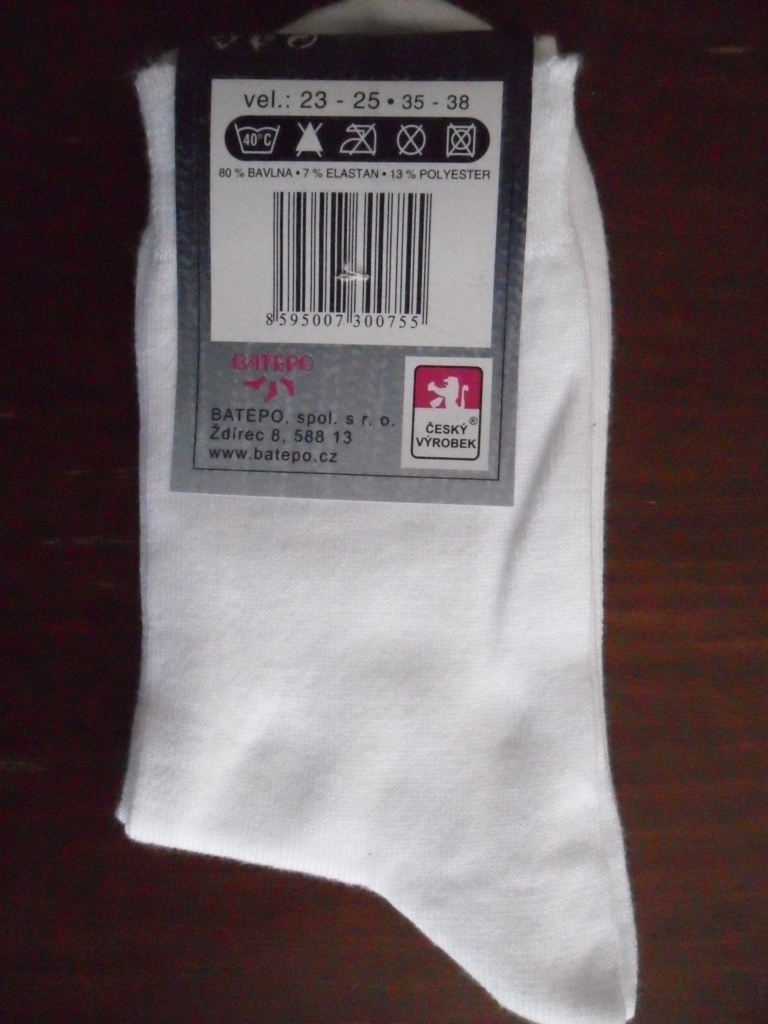 vel.: 23 - 25 • 35 - 38
40°C
80 % BAVLNA • 7 % ELASTAN • 13 % POLYESTER
8 595007 300755
BATEPO
BATEPO, spol. s r. o.
Ždírec 8, 588 13
www.batepo.cz
ČESKÝ ®
VÝROBEK